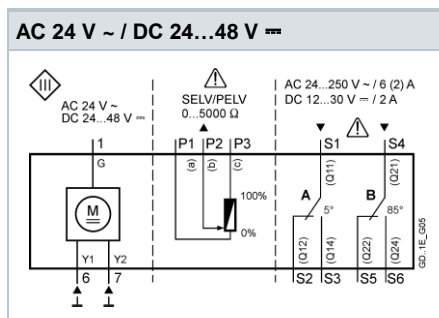 AC 24 V ~ / DC 24...48 V ⎓
III
AC 24 V ~
DC 24...48 V ⎓
SELV/PELV
0...5000 Ω
AC 24...250 V ~ / 6 (2) A
DC 12...30 V ⎓ / 2 A
1
P1 P2 P3
S1
S4
G
(a)
(b)
(c)
(Q11)
(Q21)
M
100%
0%
A
5°
B
85°
Y1 Y2
(Q12)
(Q14)
(Q22)
(Q24)
6 7
S2 S3
S5 S6
GD..1E_G05